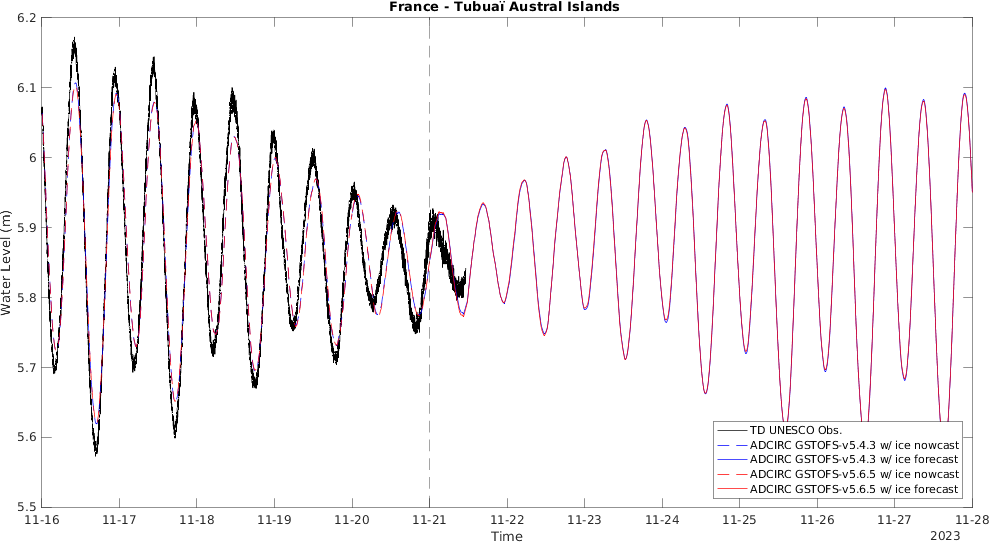 France - Tubuaï Austral Islands
Water Level (m)
6.2
6.1
6
5.9
5.8
5.7
5.6
5.5
TD UNESCO Obs.
ADCIRC GSTOFS-v5.4.3 w/ ice nowcast
ADCIRC GSTOFS-v5.4.3 w/ ice forecast
ADCIRC GSTOFS-v5.6.5 w/ ice nowcast
ADCIRC GSTOFS-v5.6.5 w/ ice forecast
11-16 11-17 11-18 11-19 11-20 11-21 11-22 11-23 11-24 11-25 11-26 11-27 11-28
Time
2023